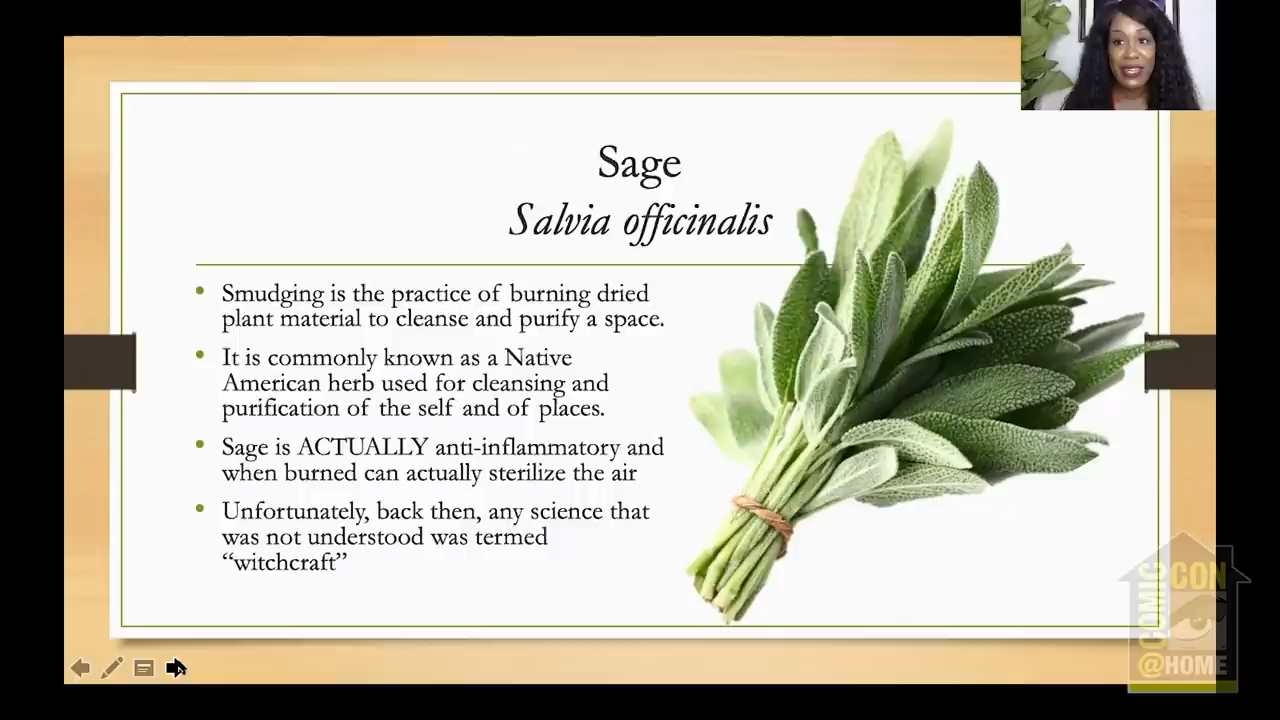 Sage
Salvia officinalis
Smudging is the practice of burning dried
plant material to cleanse and purify a space.
It is commonly known as a Native
American herb used for cleansing and
purification of the self and of places.
Sage is ACTUALLY anti-inflammatory and
when burned can actually sterilize the air
Unfortunately, back then, any science that
was not understood was termed
“witchcraft”
COMIC
CON
@HOME